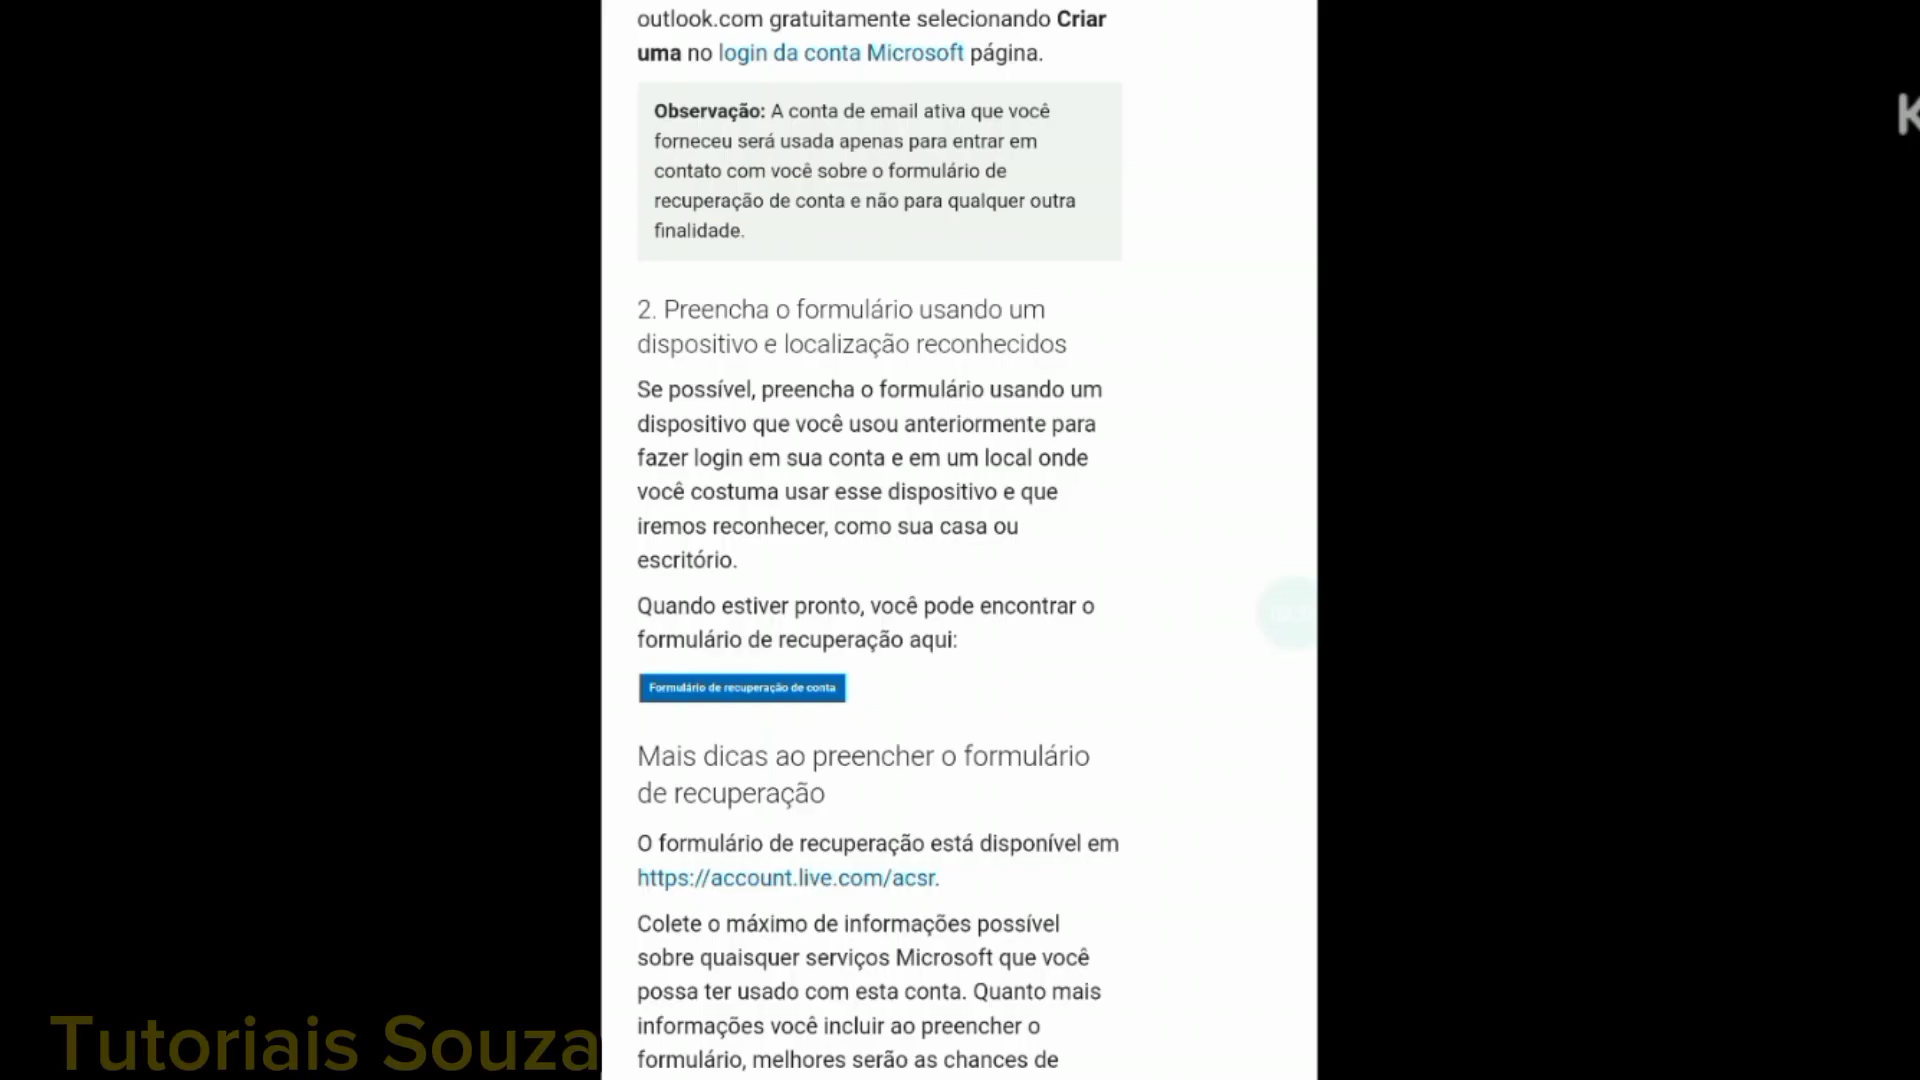 outlook.com gratuitamente selecionando Criar
uma no login da conta Microsoft página.
Observação: A conta de email ativa que você
forneceu será usada apenas para entrar em
contato com você sobre o formulário de
recuperação de conta e não para qualquer outra
finalidade.
2. Preencha o formulário usando um
dispositivo e localização reconhecidos
Se possível, preencha o formulário usando um
dispositivo que você usou anteriormente para
fazer login em sua conta e em um local onde
você costuma usar esse dispositivo e que
iremos reconhecer, como sua casa ou
escritório.
Quando estiver pronto, você pode encontrar o
formulário de recuperação aqui:
Formulário de recuperação de conta
Mais dicas ao preencher o formulário
de recuperação
O formulário de recuperação está disponível em
https://account.live.com/acsr.
Colete o máximo de informações possível
sobre quaisquer serviços Microsoft que você
possa ter usado com esta conta. Quanto mais
informações você incluir ao preencher o
formulário, melhores serão as chances de
Tutoriais Souza
K